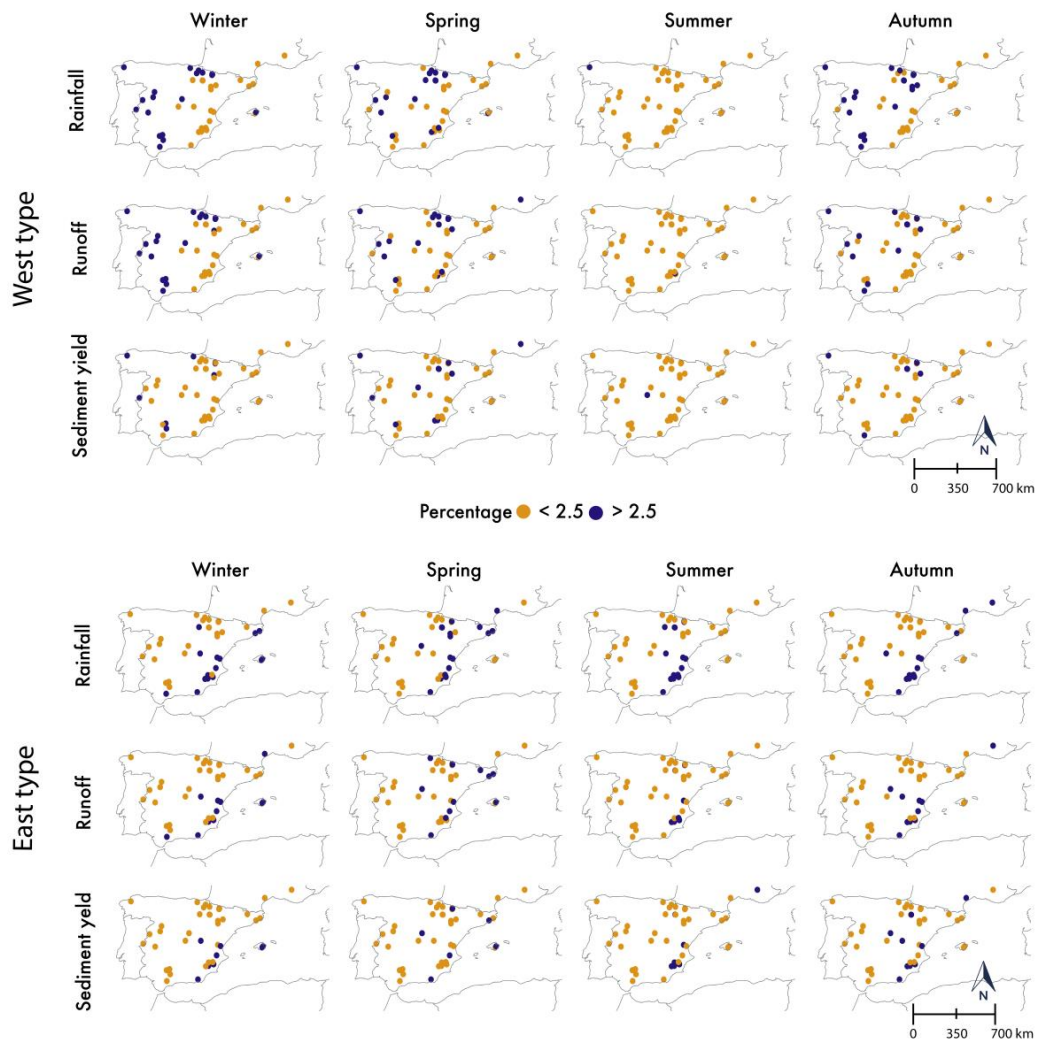 Winter Spring Summer Autumn
Rainfall
West type
Runoff
Sediment yield
N
0 350 700 km
Percentage < 2.5 > 2.5
Winter Spring Summer Autumn
Rainfall
East type
Runoff
Sediment yeld
N
0 350 700 km